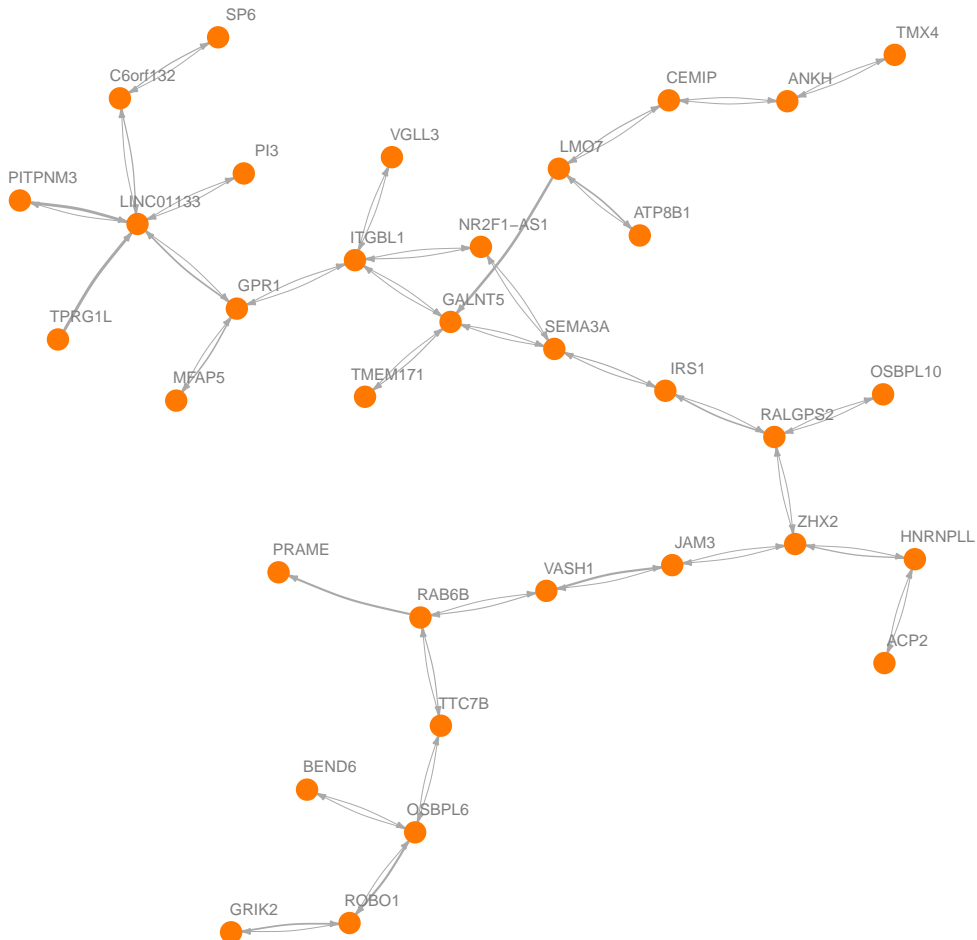 SP6
TMX4
CEMIP
C6orf132
ANKH
VGLL3
LMO7
PI3
PITPNM3
LINC01133
ATP8B1
NR2F1−AS1
ITGBL1
GPR1
GALNT5
TPRG1L
SEMA3A
IRS1
OSBPL10
MFAP5
TMEM171
RALGPS2
ZHX2
HNRNPLL
JAM3
PRAME
VASH1
RAB6B
ACP2
TTC7B
BEND6
OSBPL6
ROBO1
GRIK2